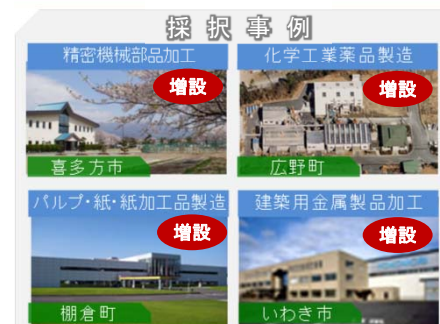 採択事例
精密機械部品加工
増設
喜多方市
化学工業薬品製造
増設
広野町
パルプ・紙・紙加工品製造
増設
棚倉町
建築用金属製品加工
増設
いわき市